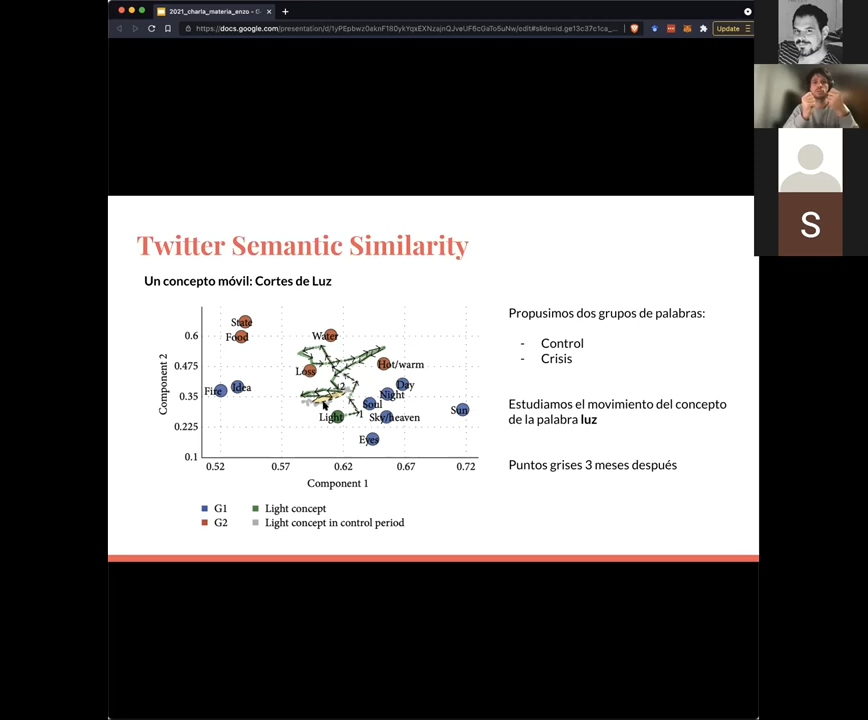 2021_charla_materia_enzo - G
https://docs.google.com/presentation/d/1yPEpbwz0aknF180ykYqxEXNzajnQJveUF6cGaTo5uNw/edit#slide=id.ge13c37c1ca_...
Update
S
Twitter Semantic Similarity
Un concepto móvil: Cortes de Luz
Component 2
0.6
0.475
0.35
0.225
0.1
State
Food
Water
Loss
Hot/warm
Fire
Idea
Day
Night
2
Soul
Light
1
Sky/heaven
Sun
Eyes
0.52
0.57
0.62
0.67
0.72
Component 1
G1
Light concept
G2
Light concept in control period
Propusimos dos grupos de palabras:
- Control
- Crisis
Estudiamos el movimiento del concepto
de la palabra luz
Puntos grises 3 meses después